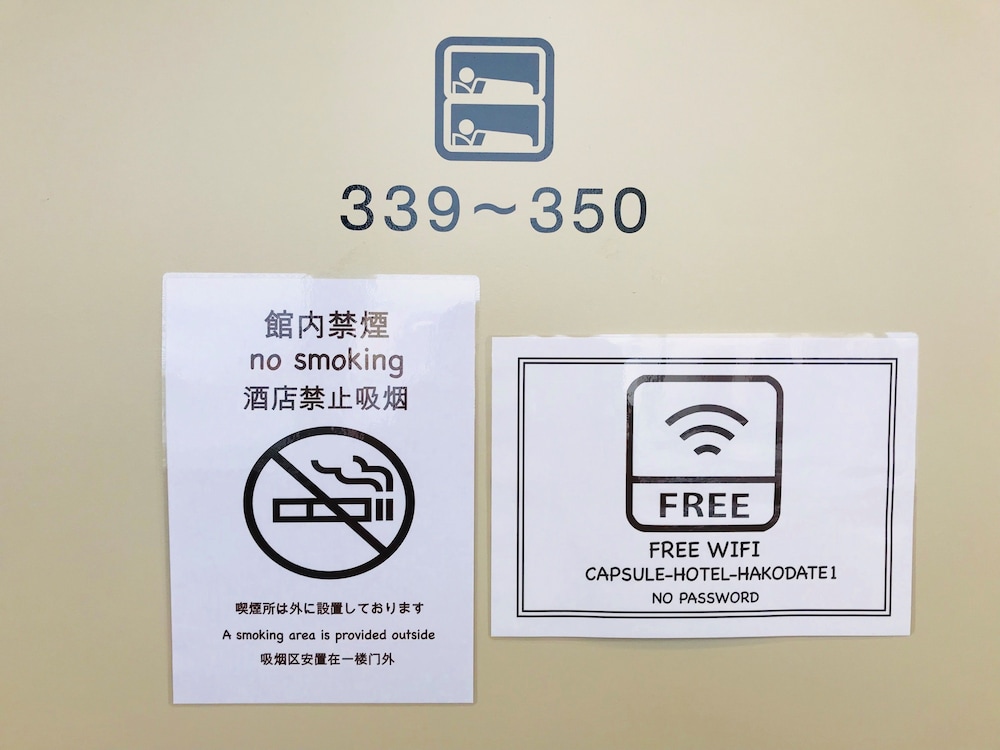 339～350
館内禁煙
no smoking
酒店禁止吸烟
喫煙所は外に設置しております
A smoking area is provided outside
吸烟区安置在一楼门外
FREE
FREE WIFI
CAPSULE-HOTEL-HAKODATE1
NO PASSWORD